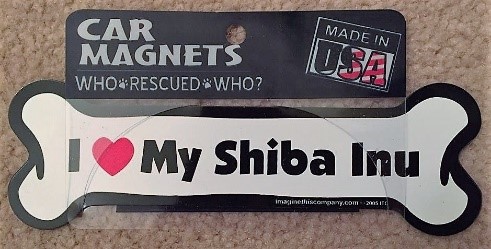 CAR
MAGNETS
WHO RESCUED WHO?
MADE IN
USA
I ❤ My Shiba Inu
imaginethiscompany.com